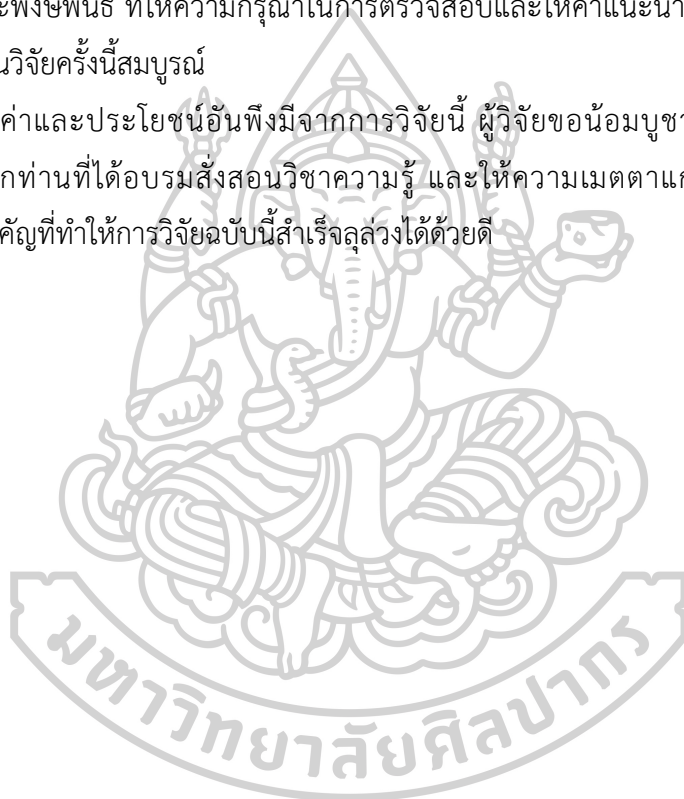 ะพงษ์พันธ์ ที่ให้ความกรุณาในการตรวจสอบและให้คำแนะนำ
นวิจัยครั้งนี้สมบูรณ์
ค่าและประโยชน์อันพึงมีจากการวิจัยนี้ ผู้วิจัยขอน้อมบูชา
กท่านที่ได้อบรมสั่งสอนวิชาความรู้ และให้ความเมตตาแก
คัญที่ทำให้การวิจัยฉบับนี้สำเร็จลุล่วงได้ด้วยดี
มหาวิทยาลัยศิลปากร